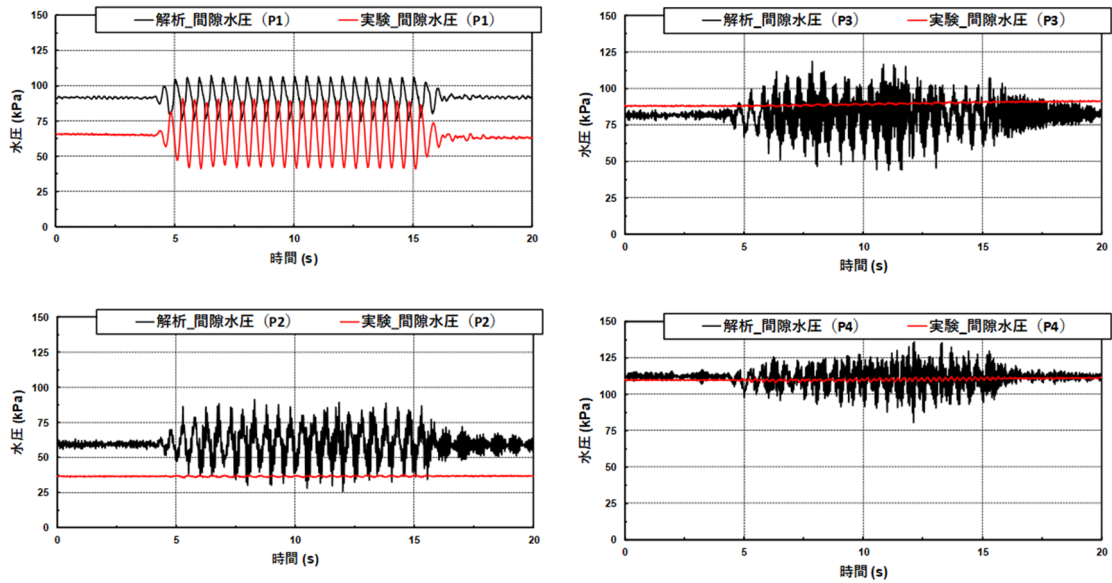 解析_間隙水圧（P1） 実験_間隙水圧（P1）
150
125
100
75
50
25
0
水圧 (kPa)
0 5 10 15 20
時間 (s)
解析_間隙水圧（P3） 実験_間隙水圧（P3）
150
125
100
75
50
25
0
水圧 (kPa)
0 5 10 15 20
時間 (s)
解析_間隙水圧（P2） 実験_間隙水圧（P2）
150
125
100
75
50
25
0
水圧 (kPa)
0 5 10 15 20
時間 (s)
解析_間隙水圧（P4） 実験_間隙水圧（P4）
150
125
100
75
50
25
0
水圧 (kPa)
0 5 10 15 20
時間 (s)